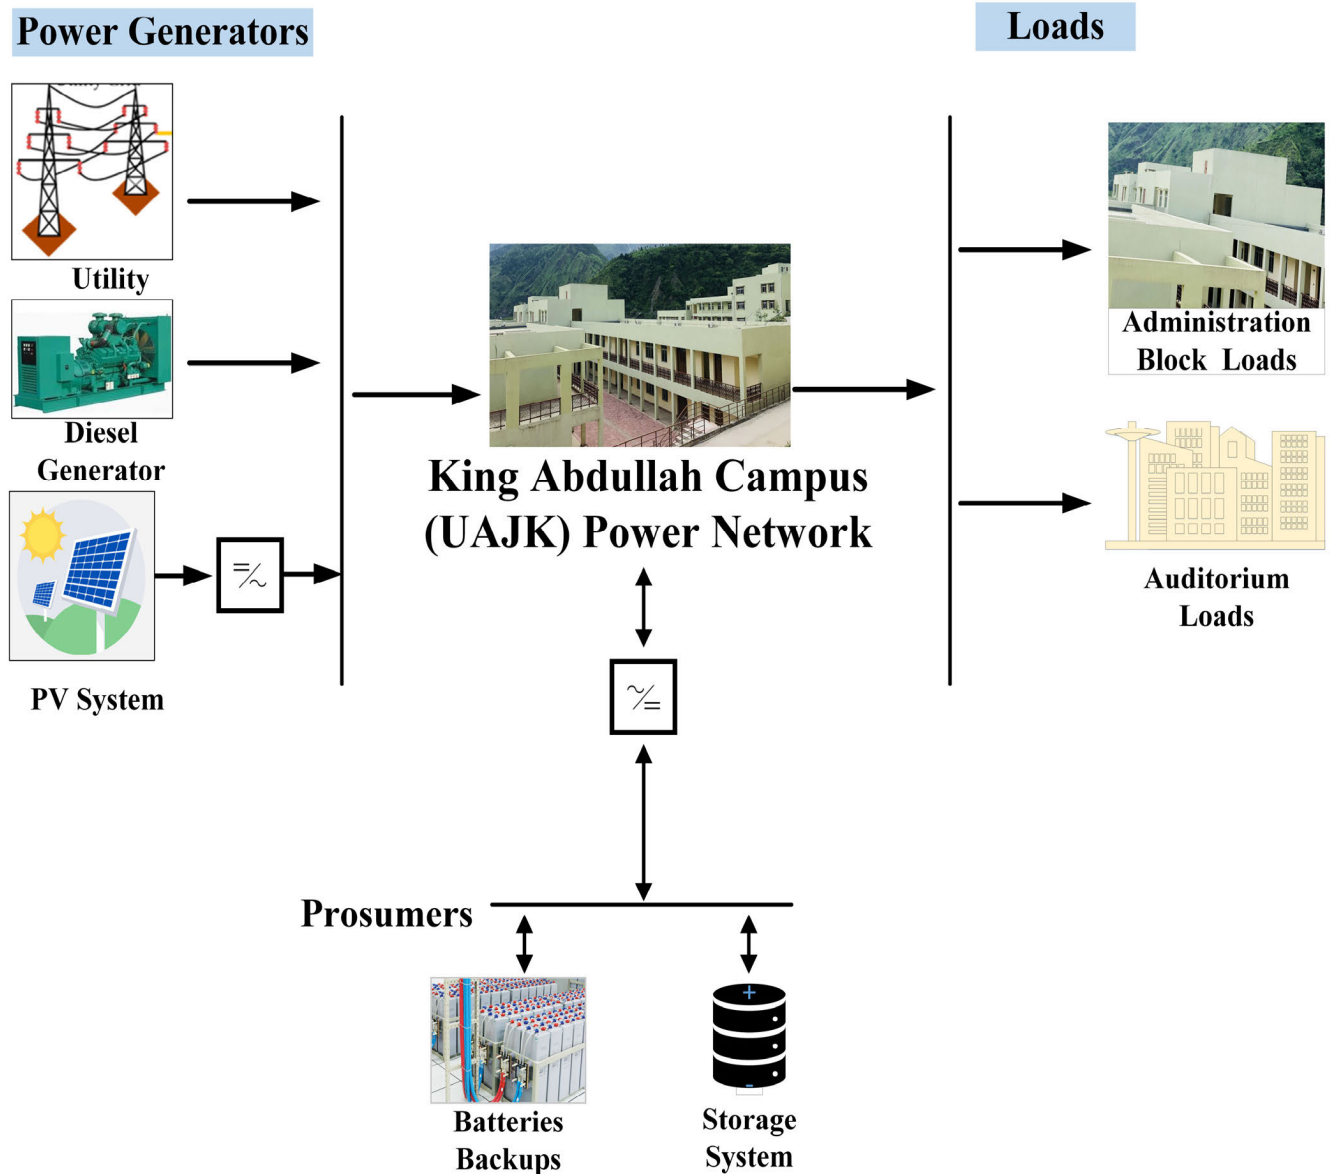 Power Generators
Loads
Utility
Diesel
Generator
PV System
King Abdullah Campus
(UAJK) Power Network
Administration
Block Loads
Auditorium
Loads
Prosumers
Batteries
Backups
Storage
System